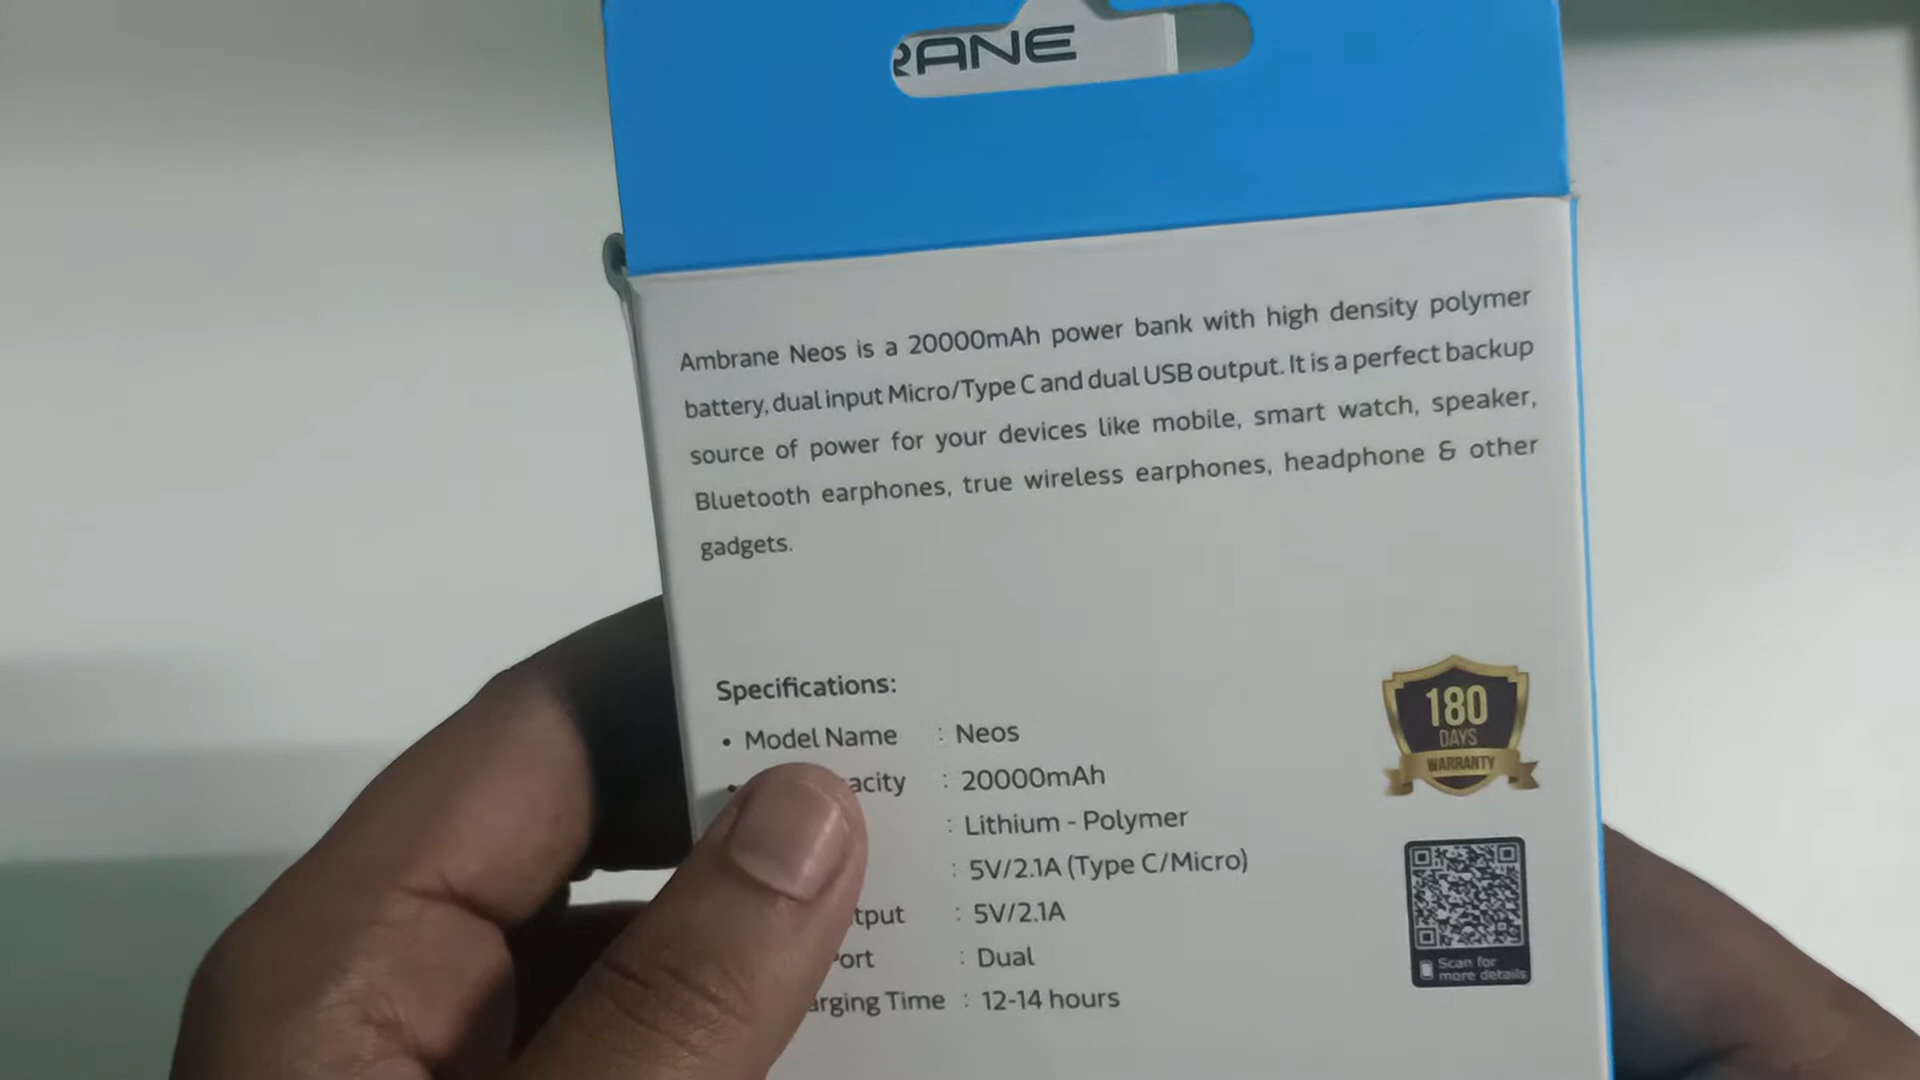 RANE
Ambrane Neos is a 20000mAh power bank with high density polymer
battery, dual input Micro/Type C and dual USB output. It is a perfect backup
source of power for your devices like mobile, smart watch, speaker,
Bluetooth earphones, true wireless earphones, headphone & other
gadgets.
Specifications:
• Model Name : Neos
• acity : 20000mAh
: Lithium - Polymer
: 5V/2.1A (Type C/Micro)
tput : 5V/2.1A
ort : Dual
arging Time : 12-14 hours
180
DAYS
WARRANTY
Scan for
more details